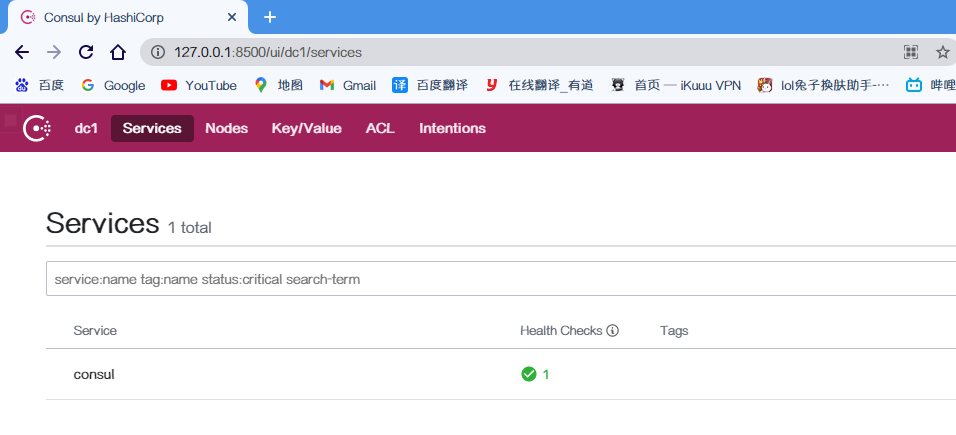 Consul by HashiCorp
127.0.0.1:8500/ui/dc1/services
百度 Google YouTube 地图 Gmail 译 百度翻译 y 在线翻译_有道 首页 — iKuuu VPN lol兔子换肤助手-··· 哔哩
dc1 Services Nodes Key/Value ACL Intentions
Services 1 total
service:name tag:name status:critical search-term
Service Health Checks Tags
consul 1